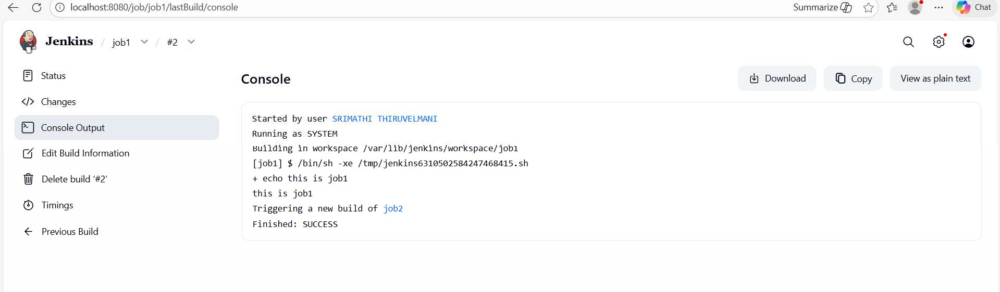 localhost:8080/job/job1/lastBuild/console
Summarize
Chat
Jenkins / job1 / #2
Status
Changes
Console Output
Edit Build Information
Delete build ‘#2’
Timings
Previous Build
Console
Download
Copy
View as plain text
Started by user SRIMATHI THIRUVELMANI
Running as SYSTEM
Building in workspace /var/lib/jenkins/workspace/job1
[job1] $ /bin/sh -xe /tmp/jenkins6310502584247468415.sh
+ echo this is job1
this is job1
Triggering a new build of job2
Finished: SUCCESS